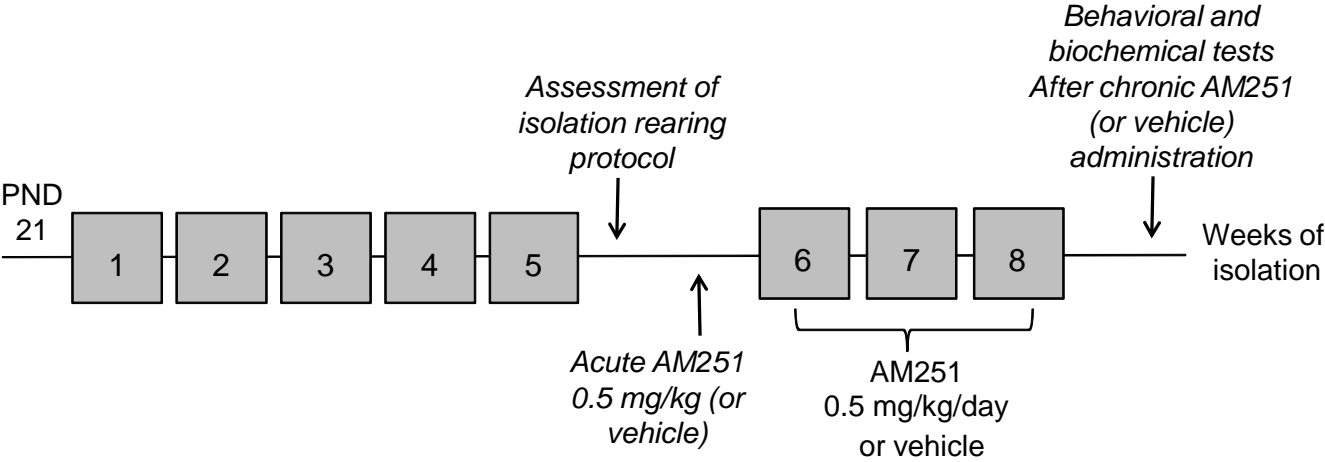 PND
21
1
2
3
4
5
Assessment of
isolation rearing
protocol
Acute AM251
0.5 mg/kg (or
vehicle)
6
7
8
AM251
0.5 mg/kg/day
or vehicle
Behavioral and
biochemical tests
After chronic AM251
(or vehicle)
administration
Weeks of
isolation